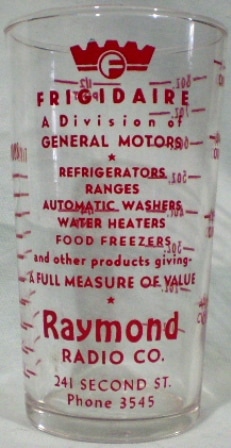 F
FRIGIDAIRE
A Division of
GENERAL MOTORS
REFRIGERATORS
RANGES
AUTOMATIC WASHERS
WATER HEATERS
FOOD FREEZERS
and other products giving-
A FULL MEASURE OF VALUE
Raymond
RADIO CO.
241 SECOND ST.
Phone 3545